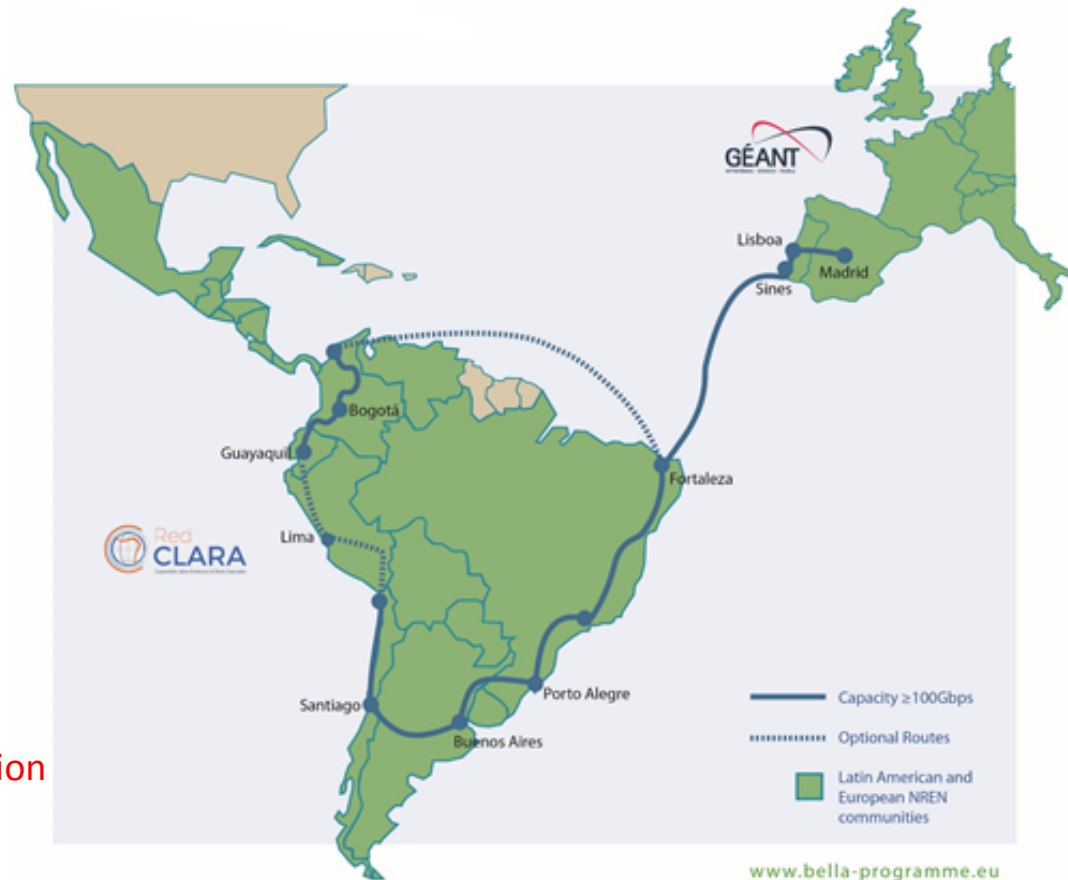 GÉANT
Lisboa
Madrid
Sines
Bogotá
Guayaquil
Fortaleza
Red
CLARA
Lima
Santiago
Porto Alegre
Buenos Aires
Capacity ≥100Gbps
Optional Routes
Latin American and
European NREN
communities
ion
www.bella-programme.eu